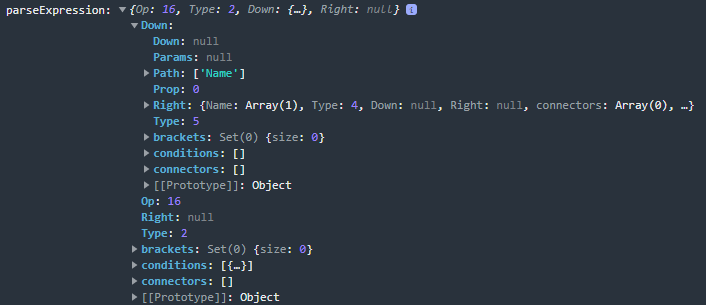 parseExpression: ▼{Op: 16, Type: 2, Down: {…}, Right: null} i
▼Down:
Down: null
Params: null
▶Path: ['Name']
Prop: 0
▶Right: {Name: Array(1), Type: 4, Down: null, Right: null, connectors: Array(0), …}
Type: 5
▶brackets: Set(0) {size: 0}
▶conditions: []
▶connectors: []
▶[[Prototype]]: Object
Op: 16
Right: null
Type: 2
▶brackets: Set(0) {size: 0}
▶conditions: [{…}]
▶connectors: []
▶[[Prototype]]: Object